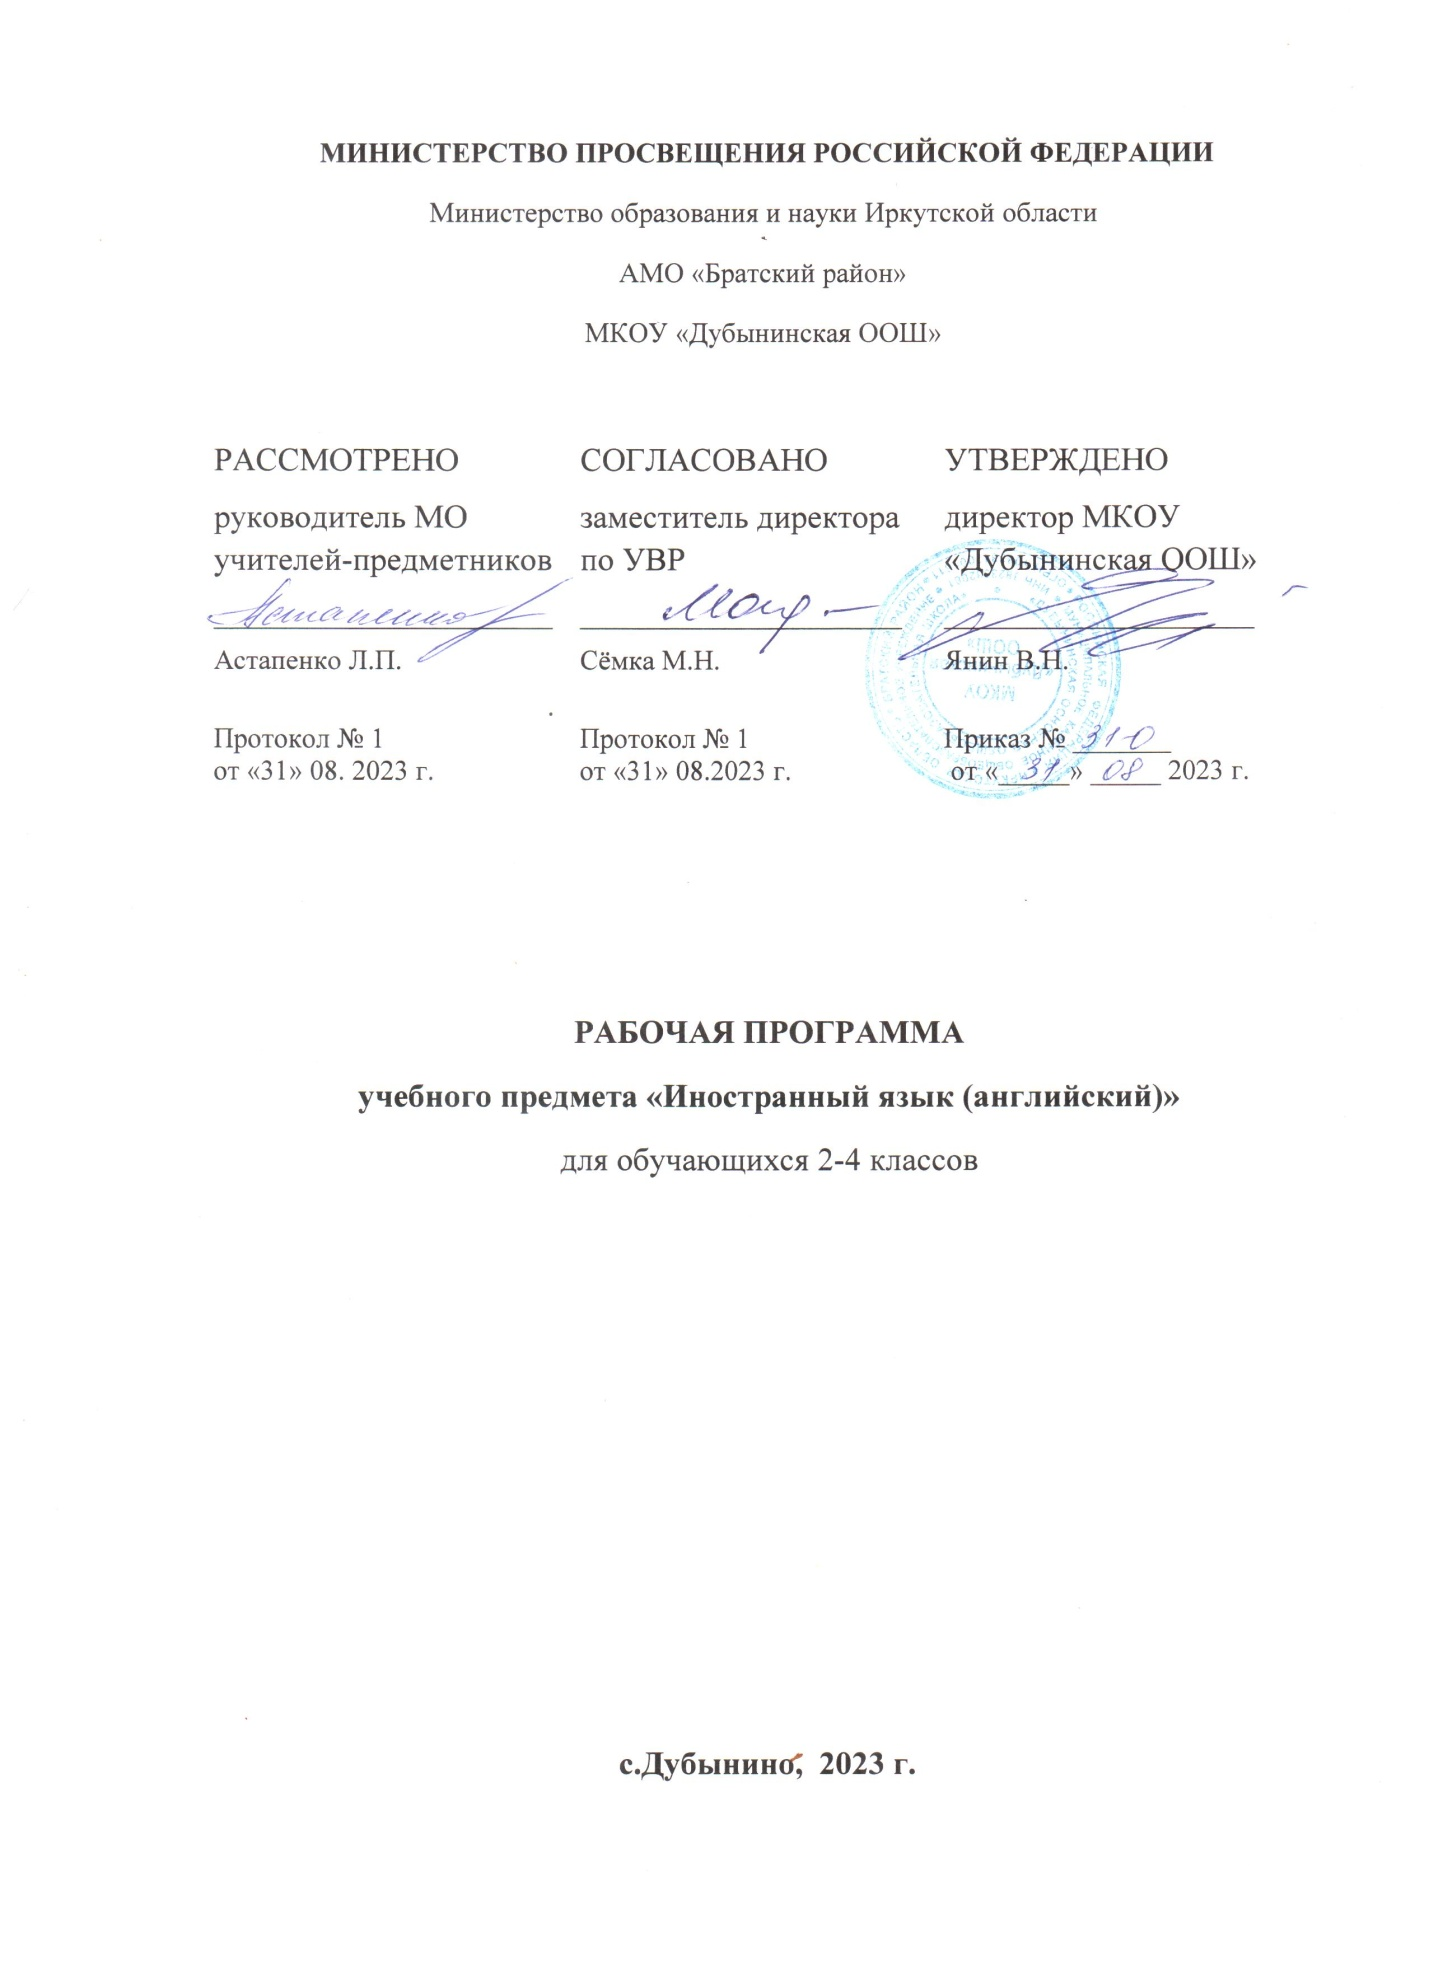 МИНИСТЕРСТВО ПРОСВЕЩЕНИЯ РОССИЙСКОЙ ФЕДЕРАЦИИ
Министерство образования и науки Иркутской области
АМО «Братский район»
МКОУ «Дубынинская ООШ»
РАССМОТРЕНО
руководитель МО
учителей-предметников
Астапенко
Астапенко Л.П.
Протокол № 1
от «31» 08. 2023 г.
СОГЛАСОВАНО
заместитель директора
по УВР
Сёмка М.Н.
Протокол № 1
от «31» 08.2023 г.
УТВЕРЖДЕНО
директор МКОУ
«Дубынинская ООШ»
Янин В.Н.
Приказ № 31-О
от «31» 08 2023 г.
МКОУ
ООШ»
РАБОЧАЯ ПРОГРАММА
учебного предмета «Иностранный язык (английский)»
для обучающихся 2-4 классов
с.Дубынино, 2023 г.